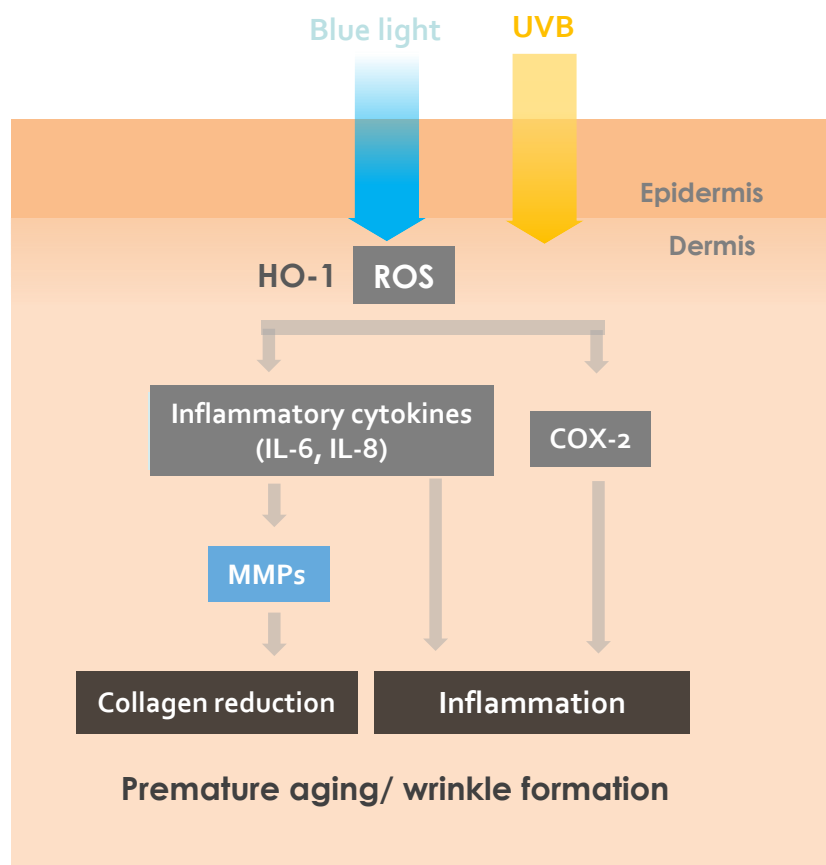 Blue light
UVB
Epidermis
Dermis
HO-1
ROS
Inflammatory cytokines
(IL-6, IL-8)
COX-2
MMPs
Collagen reduction
Inflammation
Premature aging/ wrinkle formation